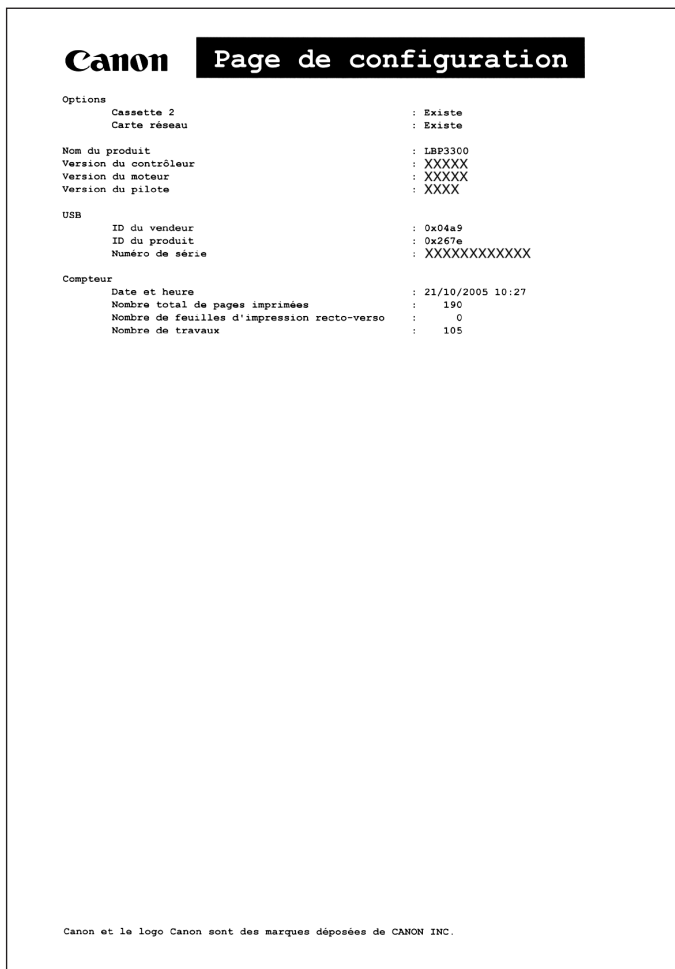 Canon Page de configuration
Options
Cassette 2 : Existe
Carte réseau : Existe
Nom du produit : LBP3300
Version du contrôleur : XXXXX
Version du moteur : XXXXX
Version du pilote : XXXX
USB
ID du vendeur : 0x04a9
ID du produit : 0x267e
Numéro de série : XXXXXXXXXXXX
Compteur
Date et heure : 21/10/2005 10:27
Nombre total de pages imprimées : 190
Nombre de feuilles d'impression recto-verso : 0
Nombre de travaux : 105
Canon et le logo Canon sont des marques déposées de CANON INC.